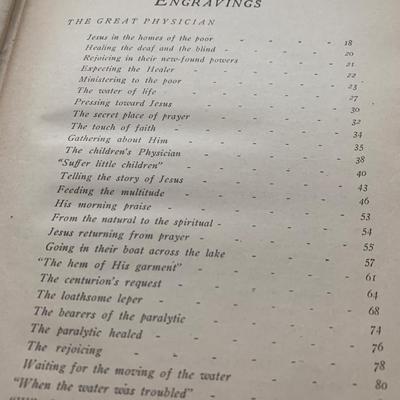 ENGRAVINGS
THE GREAT PHYSICIAN
Jesus in the homes of the poor
Healing the deaf and the blind - 18
Rejoicing in their new-found powers - 20
Expecting the Healer - 21
Ministering to the poor - 22
The water of life - 23
Pressing toward Jesus - 27
The secret place of prayer - 30
The touch of faith - 32
Gathering about Him - 34
The children's Physician - 35
"Suffer little children" - 38
Telling the story of Jesus - 40
Feeding the multitude - 43
His morning praise - 46
From the natural to the spiritual - 53
Jesus returning from prayer - 54
Going in their boat across the lake - 55
"The hem of His garment" - 57
The centurion's request - 61
The loathsome leper - 64
The bearers of the paralytic - 68
The paralytic healed - 74
The rejoicing - 76
Waiting for the moving of the water - 78
"When the water was troubled" - 80